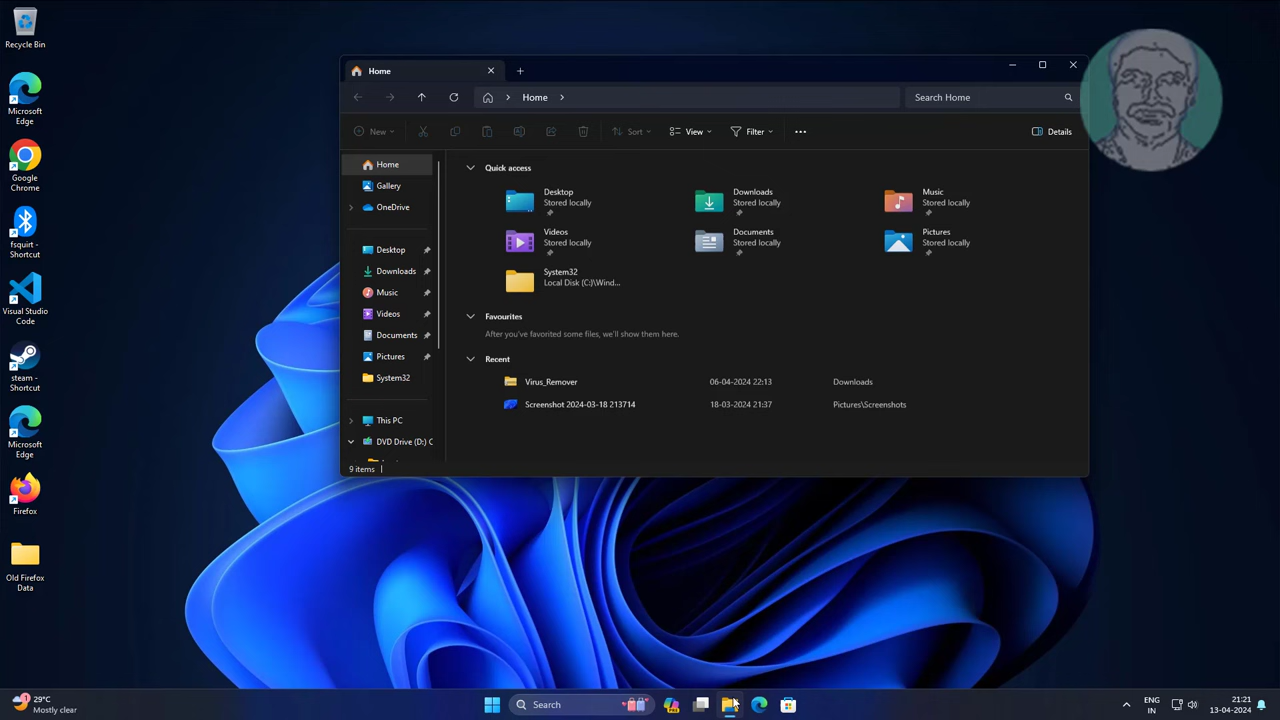 Recycle Bin
Microsoft
Edge
Google
Chrome
fsquirt -
Shortcut
Visual Studio
Code
steam -
Shortcut
Microsoft
Edge
Firefox
Old Firefox
Data
Home
Home
Search Home
New
Sort
View
Filter
Details
Home
Gallery
OneDrive
Desktop
Downloads
Music
Videos
Documents
Pictures
System32
This PC
DVD Drive (D:) C
Quick access
Desktop
Stored locally
Downloads
Stored locally
Music
Stored locally
Videos
Stored locally
Documents
Stored locally
Pictures
Stored locally
System32
Local Disk (C:)\Wind...
Favourites
After you've favorited some files, we'll show them here.
Recent
Virus_Remover 06-04-2024 22:13 Downloads
Screenshot 2024-03-18 213714 18-03-2024 21:37 Pictures\Screenshots
9 items
1
29°C
Mostly clear
Search
ENG
IN
21:21
13-04-2024